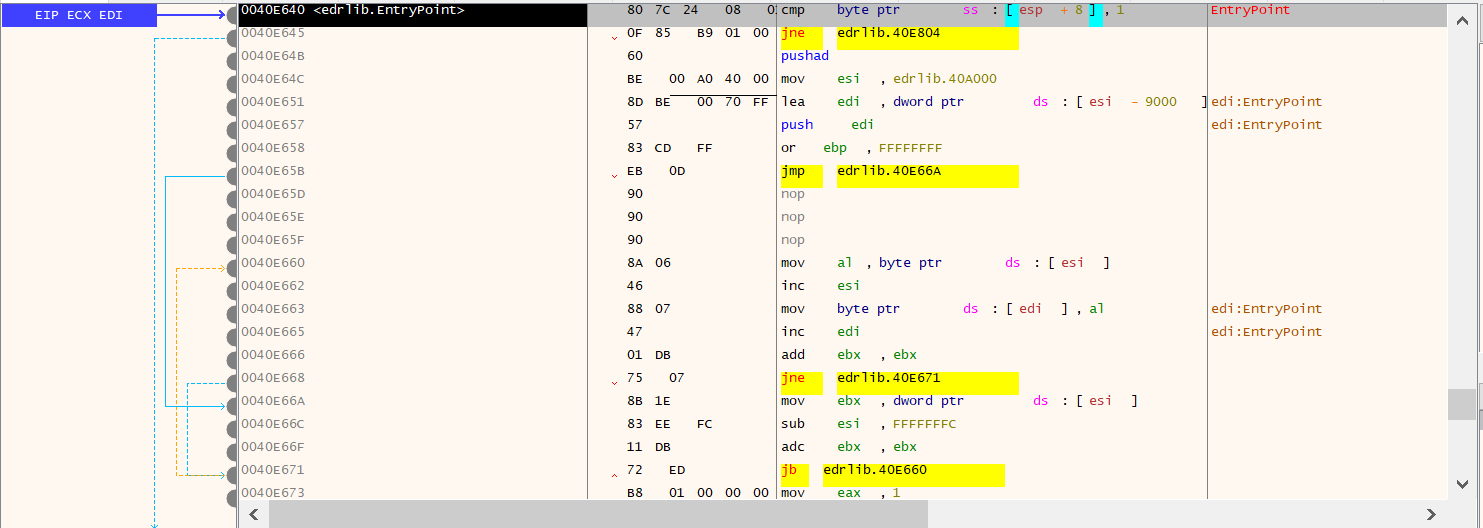 EIP ECX EDI 0040E640 <edrlib.EntryPoint> 80 7C 24 08 0 cmp byte ptr ss : [ esp + 8 ] , 1 EntryPoint
0040E645 0F 85 B9 01 00 jne edrlib.40E804
0040E64B 60 pushad
0040E64C BE 00 A0 40 00 mov esi , edrlib.40A000
0040E651 8D BE 00 70 FF lea edi , dword ptr ds : [ esi - 9000 ] edi:EntryPoint
0040E657 57 push edi edi:EntryPoint
0040E658 83 CD FF or ebp , FFFFFFFF
0040E65B EB 0D jmp edrlib.40E66A
0040E65D 90 nop
0040E65E 90 nop
0040E65F 90 nop
0040E660 8A 06 mov al , byte ptr ds : [ esi ]
0040E662 46 inc esi
0040E663 88 07 mov byte ptr ds : [ edi ] , al edi:EntryPoint
0040E665 47 inc edi edi:EntryPoint
0040E666 01 DB add ebx , ebx
0040E668 75 07 jne edrlib.40E671
0040E66A 8B 1E mov ebx , dword ptr ds : [ esi ]
0040E66C 83 EE FC sub esi , FFFFFFFC
0040E66F 11 DB adc ebx , ebx
0040E671 72 ED jb edrlib.40E660
0040E673 B8 01 00 00 00 mov eax , 1